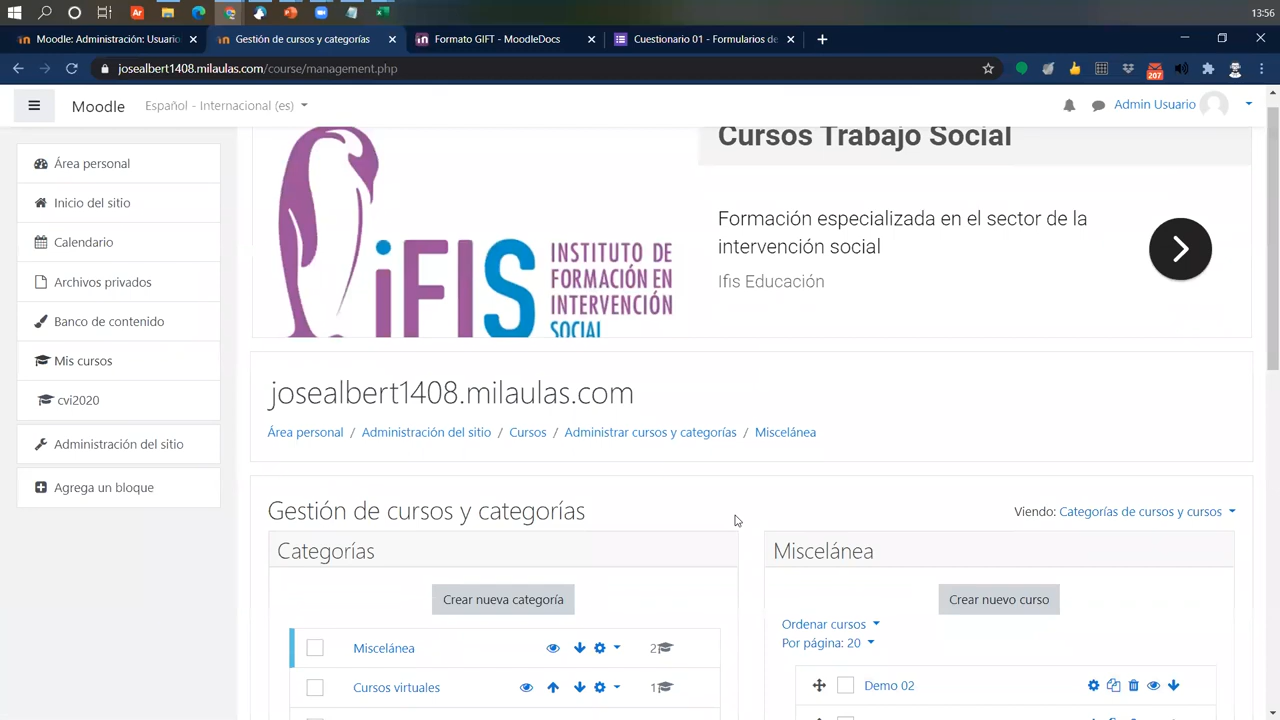 13:56
Moodle: Administración: Usuario
Gestión de cursos y categorías
Formato GIFT - MoodleDocs
Cuestionario 01 - Formularios de
josealbert1408.milaulas.com/course/management.php
207
Moodle
Español - Internacional (es)
Admin Usuario
Área personal
Inicio del sitio
Calendario
Archivos privados
Banco de contenido
Mis cursos
cvi2020
Administración del sitio
Agrega un bloque
iFIS
INSTITUTO DE
FORMACIÓN EN
INTERVENCIÓN
SOCIAL
Cursos Trabajo Social
Formación especializada en el sector de la
intervención social
Ifis Educación
josealbert1408.milaulas.com
Área personal / Administración del sitio / Cursos / Administrar cursos y categorías / Miscelánea
Gestión de cursos y categorías
Viendo: Categorías de cursos y cursos
Categorías
Crear nueva categoría
Miscelánea
2
Cursos virtuales
1
Miscelánea
Crear nuevo curso
Ordenar cursos
Por página: 20
Demo 02